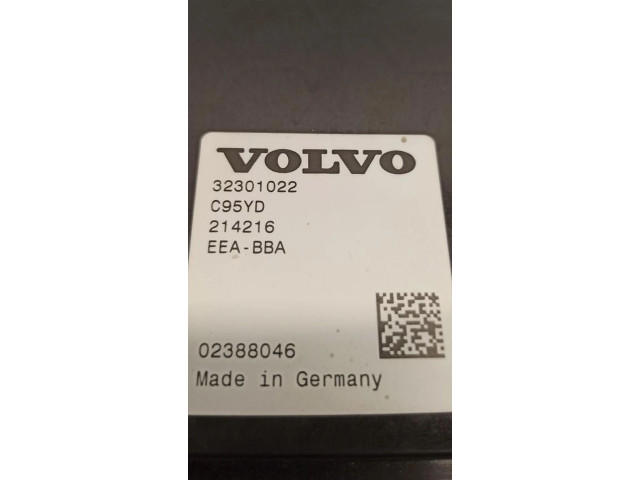 VOLVO
32301022
C95YD
214216
EEA-BBA
02388046
Made in Germany